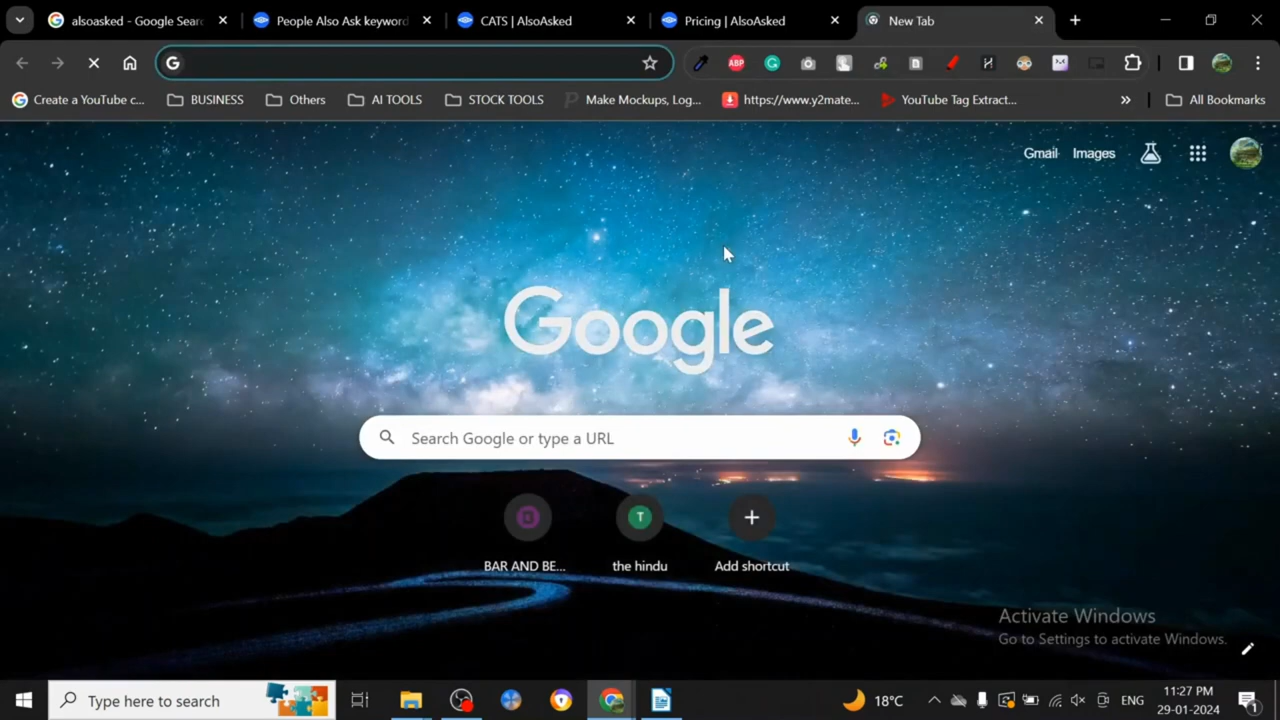 alsoasked - Google Sear
People Also Ask keyword
CATS | AlsoAsked
Pricing | AlsoAsked
New Tab
G
ABP
Create a YouTube c...
BUSINESS
Others
AI TOOLS
STOCK TOOLS
Make Mockups, Log...
https://www.y2mate...
YouTube Tag Extract...
All Bookmarks
Gmail
Images
Google
Search Google or type a URL
T
BAR AND BE...
the hindu
Add shortcut
Activate Windows
Go to Settings to activate Windows.
Type here to search
18°C
ENG
11:27 PM
29-01-2024
1